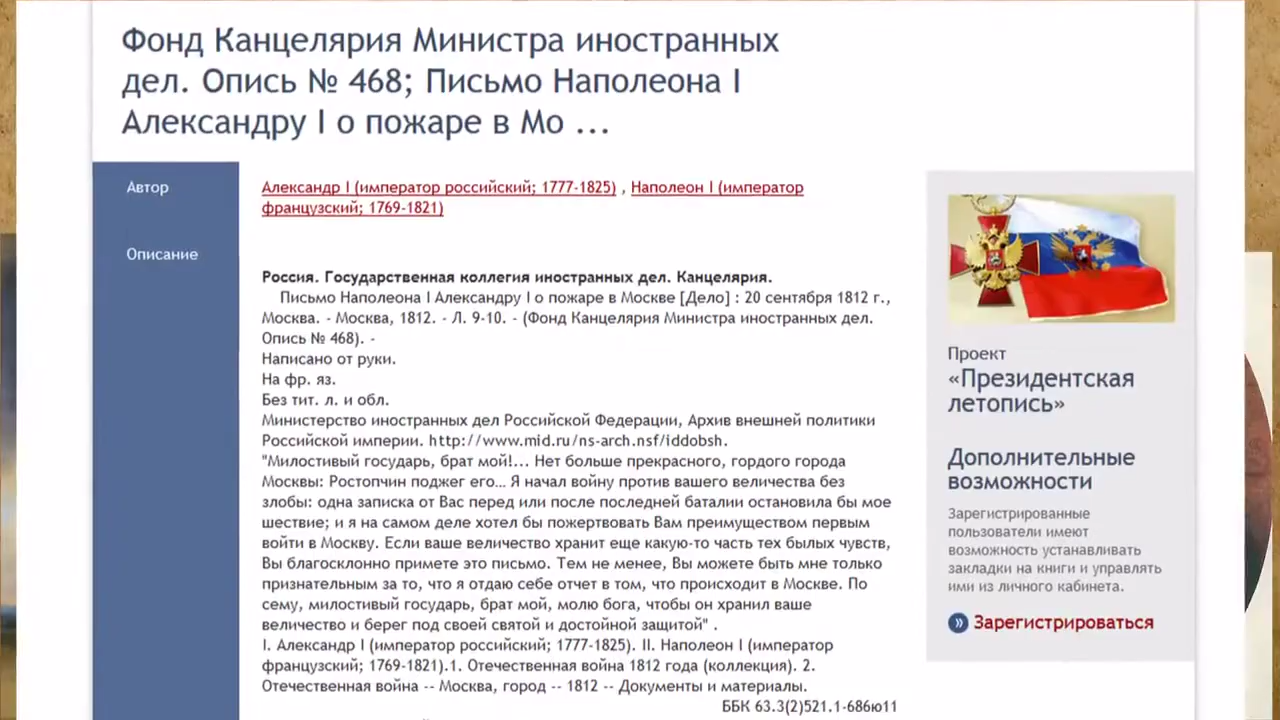 Фонд Канцелярия Министра иностранных
дел. Опись № 468; Письмо Наполеона I
Александру I о пожаре в Мо ...
Автор
Александр I (император российский; 1777-1825) , Наполеон I (император
французский; 1769-1821)
Описание
Россия. Государственная коллегия иностранных дел. Канцелярия.
Письмо Наполеона I Александру I о пожаре в Москве [Дело] : 20 сентября 1812 г.,
Москва. - Москва, 1812. - Л. 9-10. - (Фонд Канцелярия Министра иностранных дел.
Опись № 468). -
Написано от руки.
На фр. яз.
Без тит. л. и обл.
Министерство иностранных дел Российской Федерации, Архив внешней политики
Российской империи. http://www.mid.ru/ns-arch.nsf/iddobsh.
"Милостивый государь, брат мой!... Нет больше прекрасного, гордого города
Москвы: Ростопчин поджег его... Я начал войну против вашего величества без
злобы: одна записка от Вас перед или после последней баталии остановила бы мое
шествие; и я на самом деле хотел бы пожертвовать Вам преимуществом первым
войти в Москву. Если ваше величество хранит еще какую-то часть тех былых чувств,
Вы благосклонно примете это письмо. Тем не менее, Вы можете быть мне только
признательным за то, что я отдаю себе отчет в том, что происходит в Москве. По
сему, милостивый государь, брат мой, молю бога, чтобы он хранил ваше
величество и берег под своей святой и достойной защитой" .
I. Александр I (император российский; 1777-1825). II. Наполеон I (император
французский; 1769-1821).1. Отечественная война 1812 года (коллекция). 2.
Отечественная война -- Москва, город -- 1812 -- Документы и материалы.
ББК 63.3(2)521.1-686ю11
Проект
«Президентская
летопись»
Дополнительные
возможности
Зарегистрированные
пользователи имеют
возможность устанавливать
закладки на книги и управлять
ими из личного кабинета.
» Зарегистрироваться